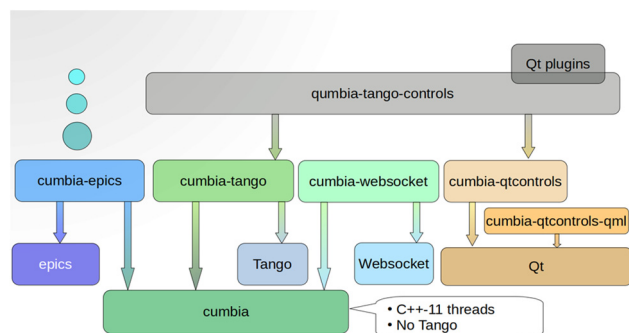 Qt plugins
qumbia-tango-controls
cumbia-epics
cumbia-tango
cumbia-websocket
cumbia-qtcontrols
cumbia-qtcontrols-qml
epics
Tango
Websocket
Qt
cumbia
• C++-11 threads
• No Tango